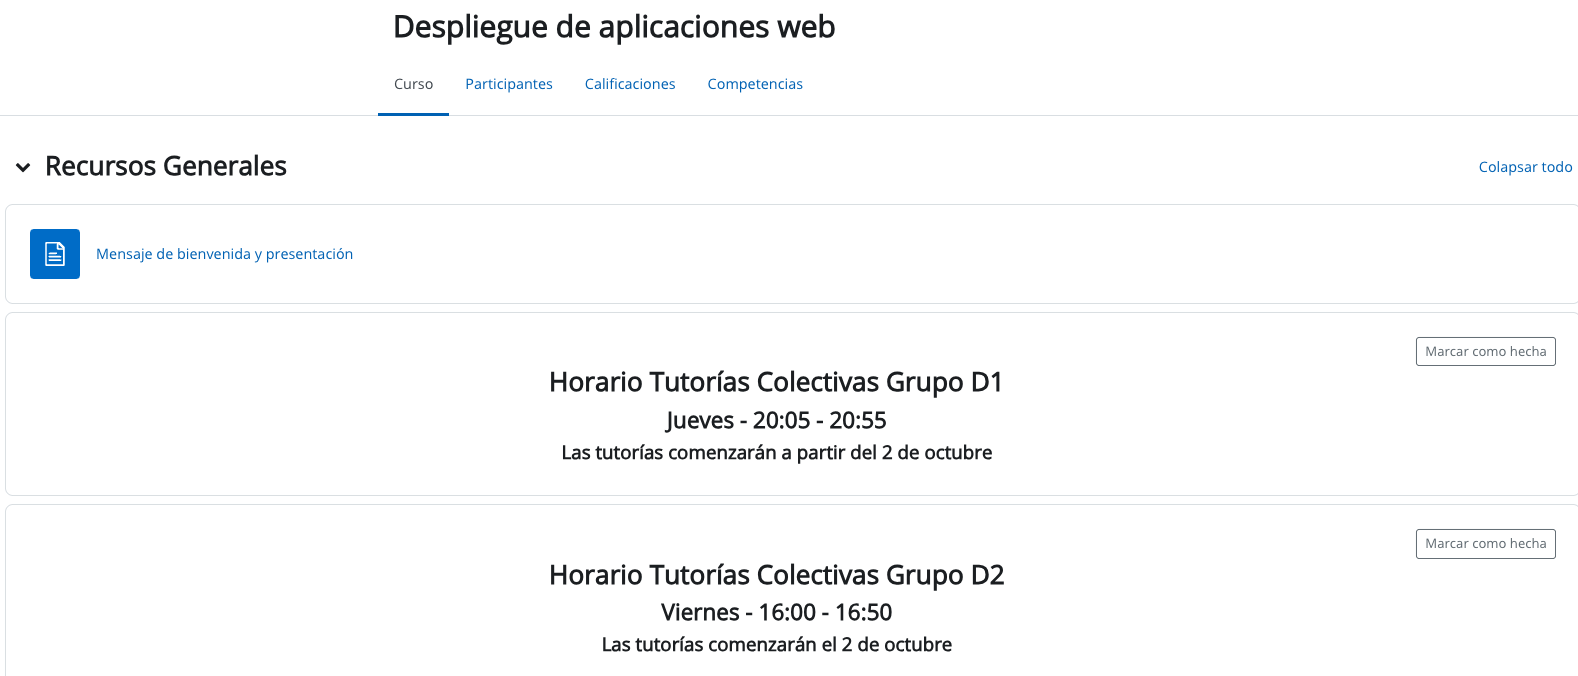 Despliegue de aplicaciones web
Curso Participantes Calificaciones Competencias
Recursos Generales
Colapsar todo
Mensaje de bienvenida y presentación
Marcar como hecha
Horario Tutorías Colectivas Grupo D1
Jueves - 20:05 - 20:55
Las tutorías comenzarán a partir del 2 de octubre
Marcar como hecha
Horario Tutorías Colectivas Grupo D2
Viernes - 16:00 - 16:50
Las tutorías comenzarán el 2 de octubre